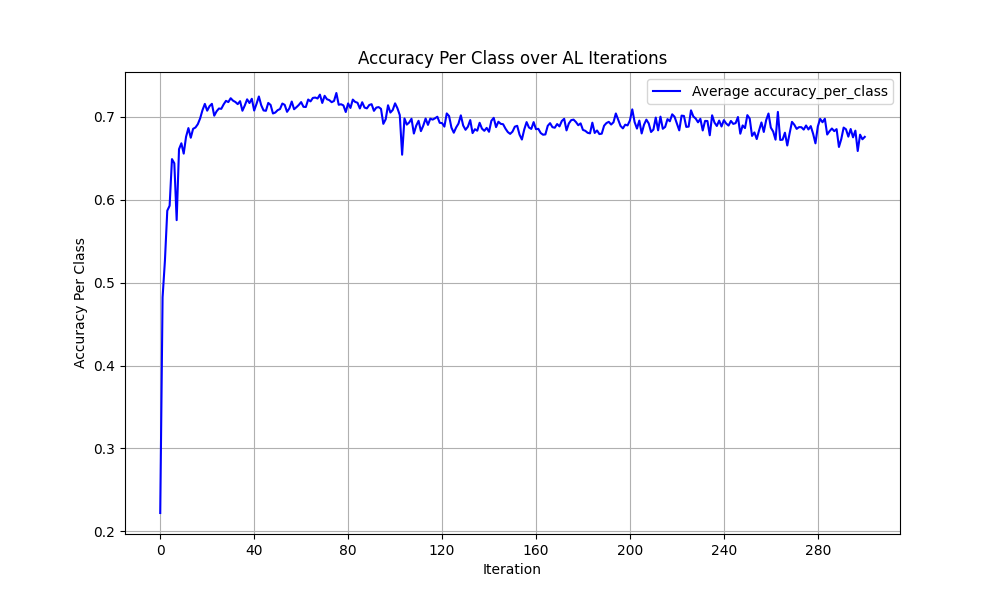 Accuracy Per Class over AL Iterations
Average accuracy_per_class
Accuracy Per Class
0.7
0.6
0.5
0.4
0.3
0.2
0 40 80 120 160 200 240 280
Iteration